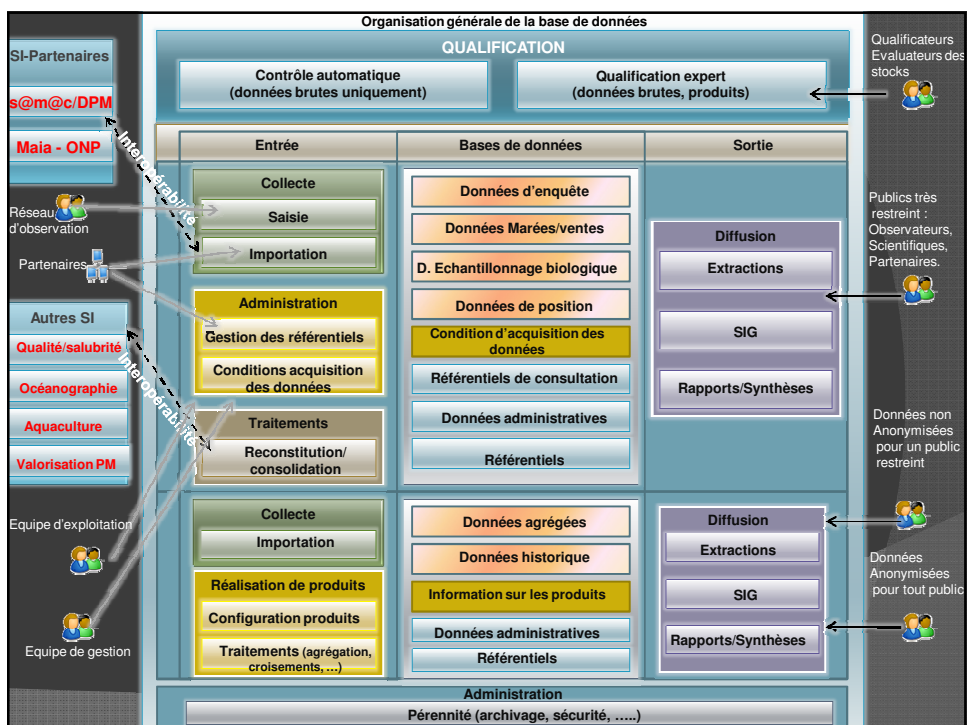 Organisation générale de la base de données
QUALIFICATION
Contrôle automatique
(données brutes uniquement)
Qualification expert
(données brutes, produits)
SI-Partenaires
s@m@c/DPM
Maia - ONP
Interopérabilité
Réseau
d'observation
Partenaires
Autres SI
Qualité/salubrité
Océanographie
Aquaculture
Valorisation PM
Interopérabilité
Equipe d'exploitation
Equipe de gestion
Entrée
Collecte
Saisie
Importation
Administration
Gestion des référentiels
Conditions acquisition
des données
Traitements
Reconstitution/
consolidation
Collecte
Importation
Réalisation de produits
Configuration produits
Traitements (agrégation,
croisements, ...)
Bases de données
Données d'enquête
Données Marées/ventes
D. Echantillonnage biologique
Données de position
Condition d'acquisition des
données
Référentiels de consultation
Données administratives
Référentiels
Données agrégées
Données historique
Information sur les produits
Données administratives
Référentiels
Sortie
Diffusion
Extractions
SIG
Rapports/Synthèses
Diffusion
Extractions
SIG
Rapports/Synthèses
Qualificateurs
Evaluateurs des
stocks
Publics très
restreint :
Observateurs,
Scientifiques,
Partenaires.
Données non
Anonymisées
pour un public
restreint
Données
Anonymisées
pour tout public
Administration
Pérennité (archivage, sécurité, …..)